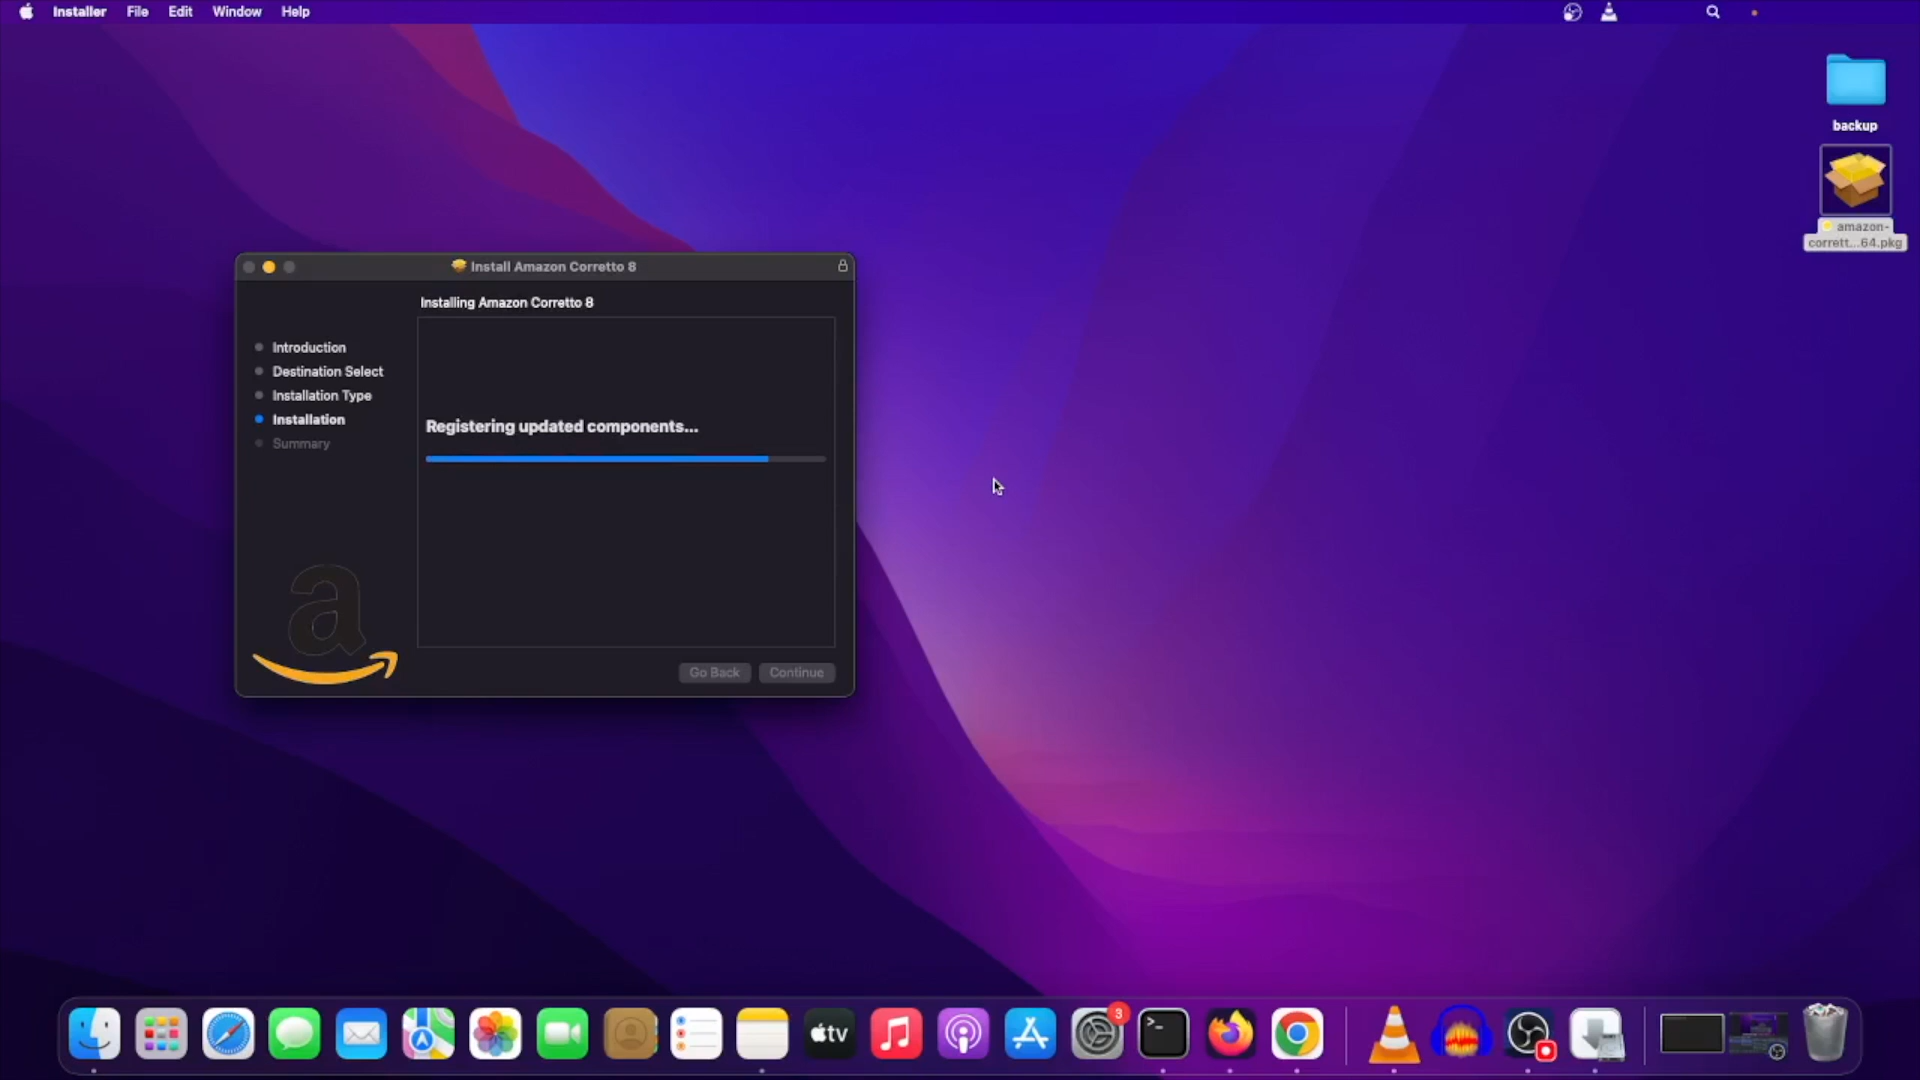 Installer File Edit Window Help
backup
amazon-
corrett...64.pkg
Install Amazon Corretto 8
Installing Amazon Corretto 8
Introduction
Destination Select
Installation Type
Installation
Summary
Registering updated components...
a
Go Back Continue
tv
3
>_